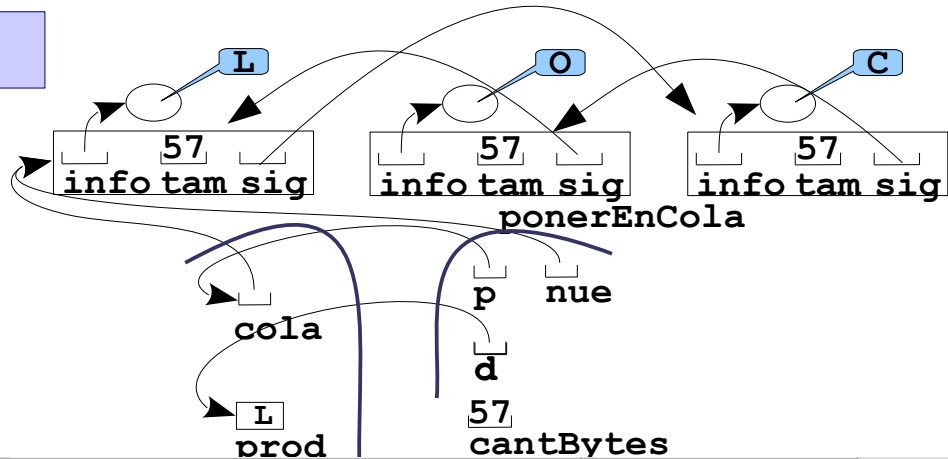 L O C
57 57 57
info tam sig info tam sig info tam sig
ponerEnCola
p nue
cola
d
L 57
prod cantBytes